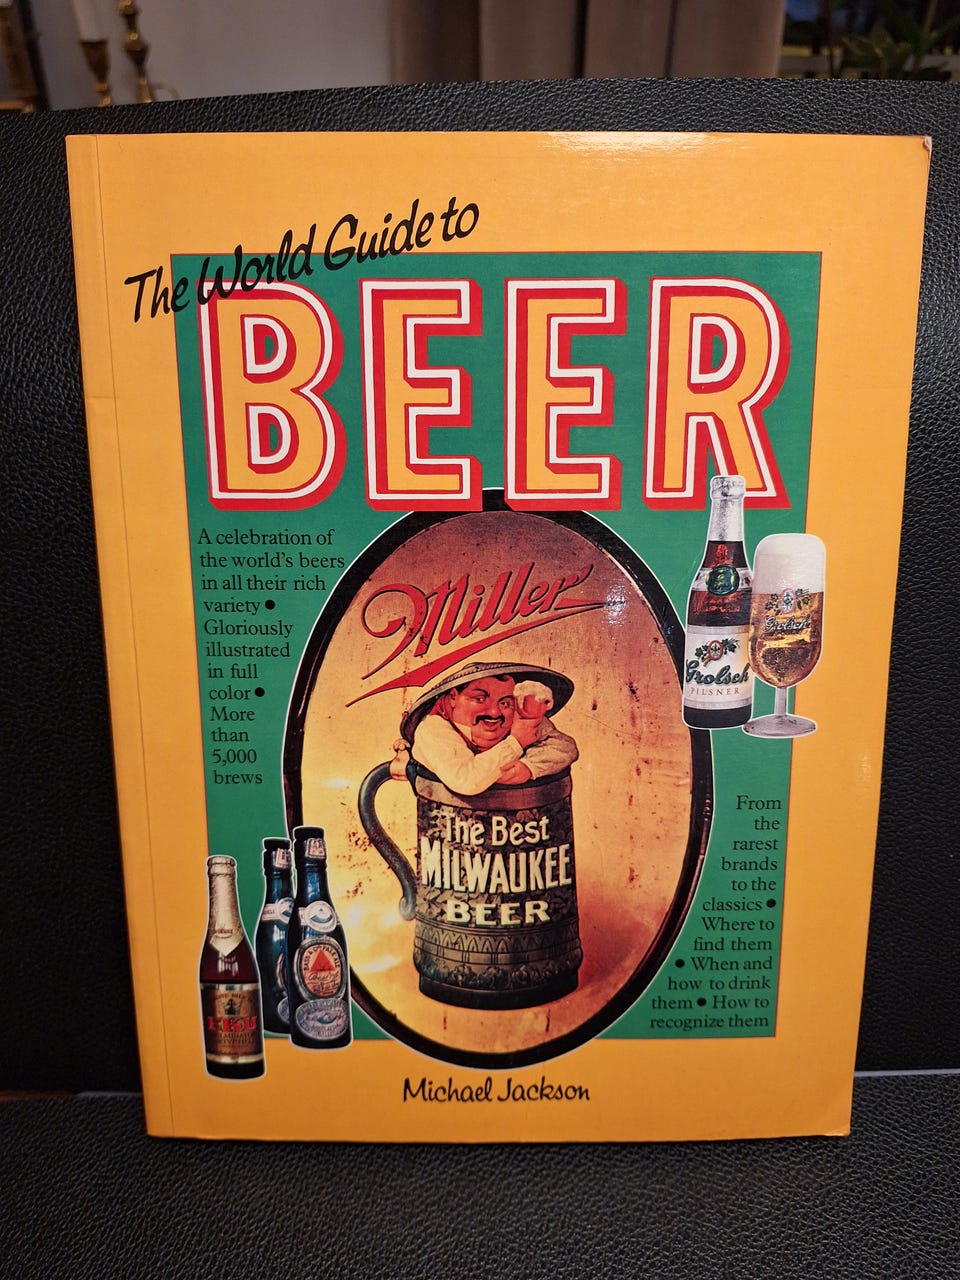 The World Guide to
BEER
A celebration of
the world's beers
in all their rich
variety •
Gloriously
illustrated
in full
color •
More
than
5,000
brews
Miller
The Best
MILWAUKEE
BEER
Grolsch
PILSNER
Grolsch
From
the
rarest
brands
to the
classics •
Where to
find them
• When and
how to drink
them • How to
recognize them
EKU
Michael Jackson